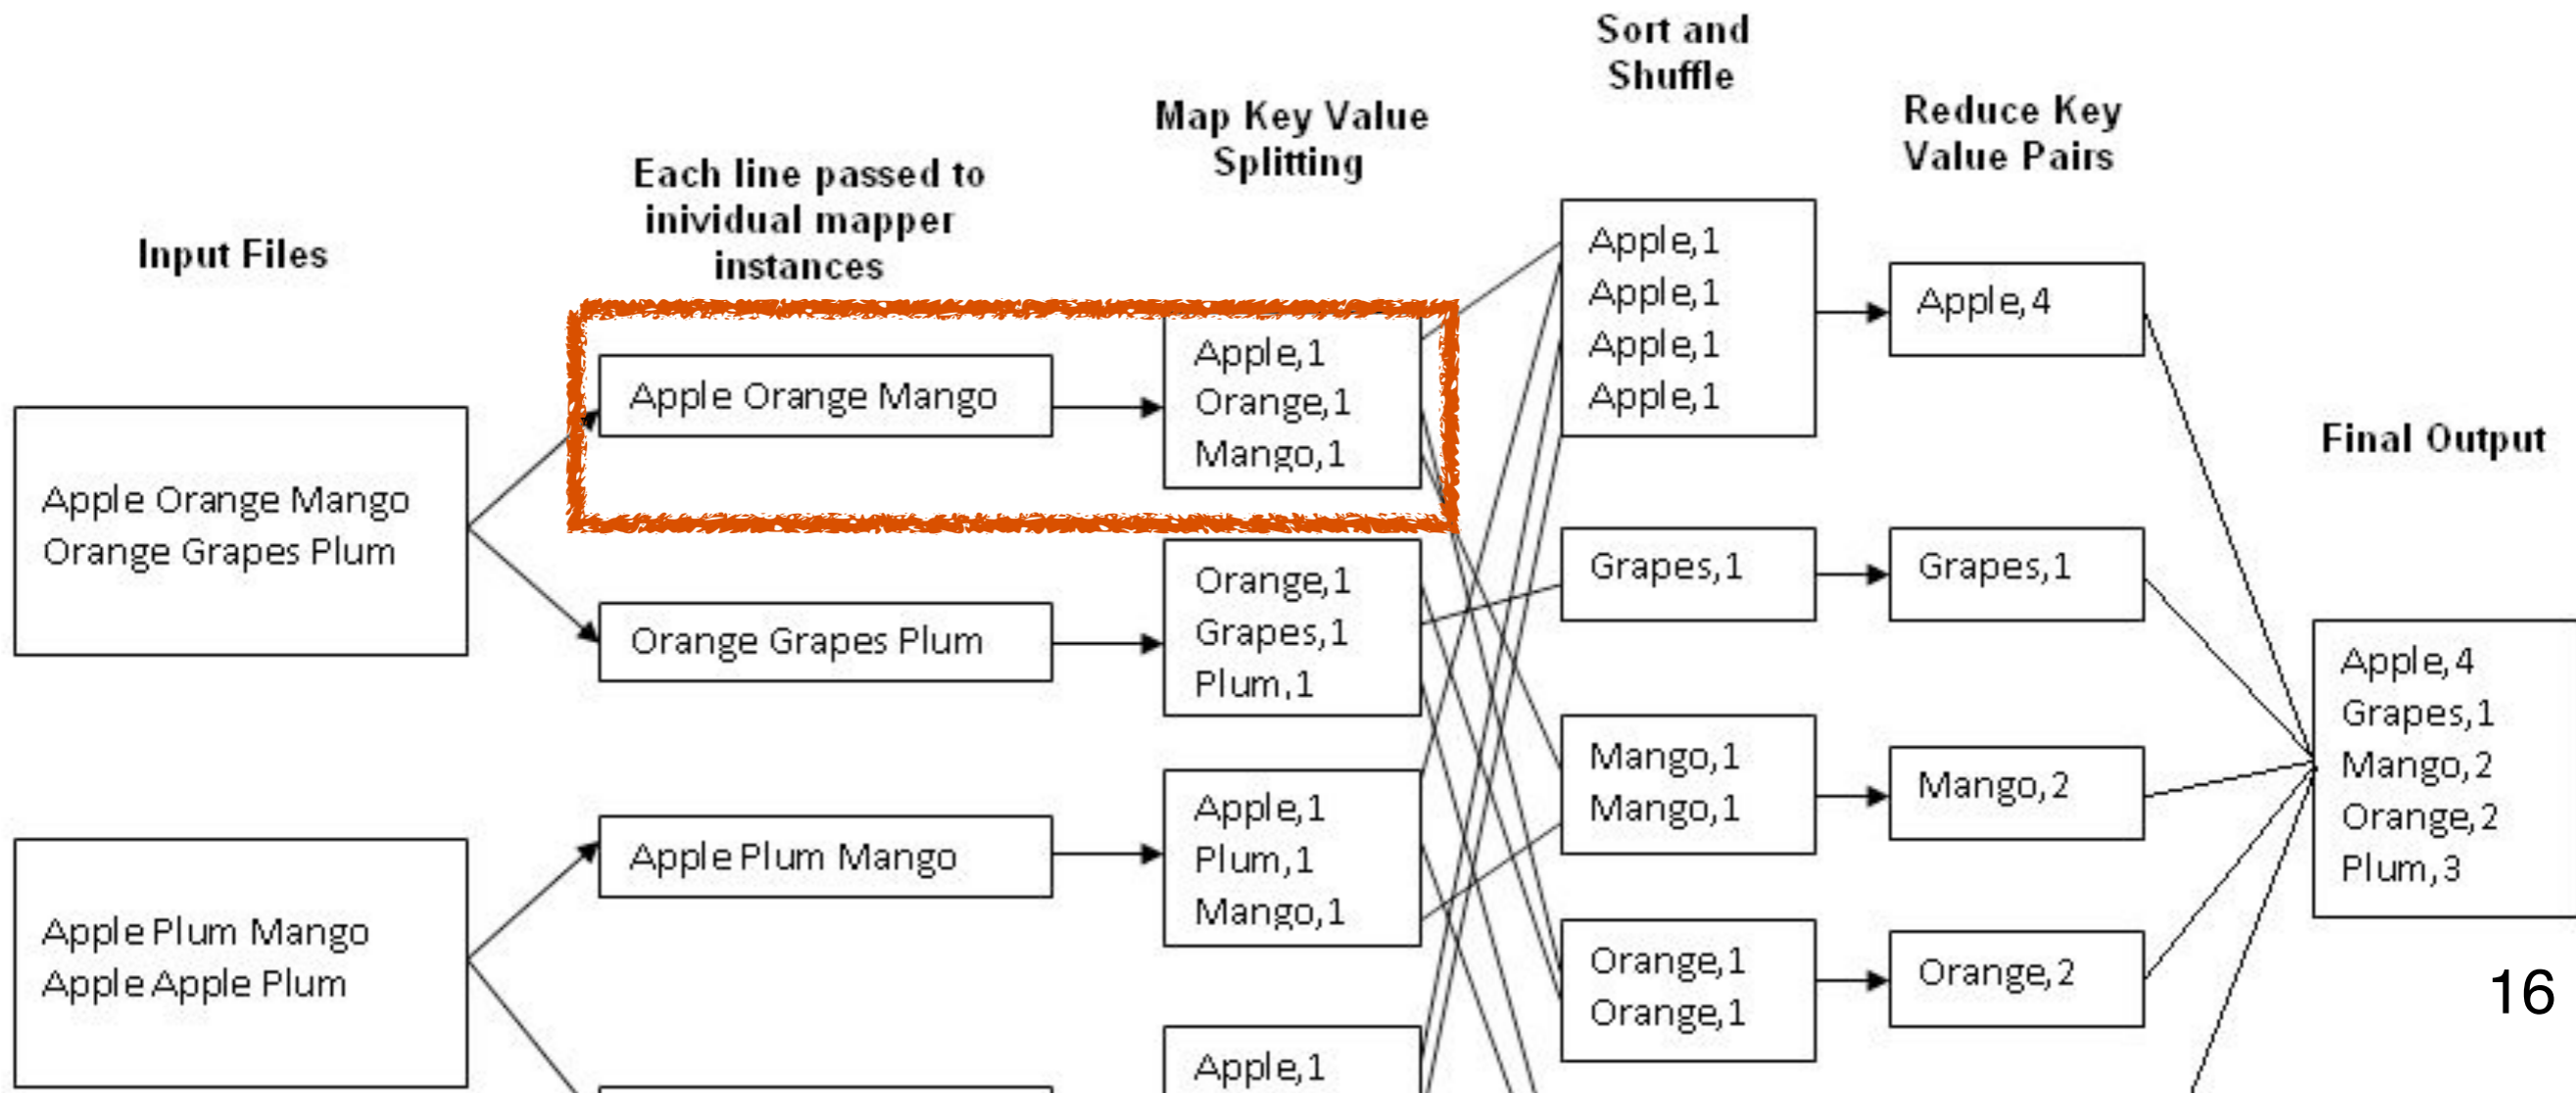 Input Files
Each line passed to
inividual mapper
instances
Map Key Value
Splitting
Sort and
Shuffle
Reduce Key
Value Pairs
Final Output
Apple Orange Mango
Orange Grapes Plum
Apple Plum Mango
Apple Apple Plum
Apple Orange Mango
Orange Grapes Plum
Apple Plum Mango
Apple,1
Orange,1
Mango,1
Orange,1
Grapes,1
Plum,1
Apple,1
Plum,1
Mango,1
Apple,1
Apple,1
Apple,1
Apple,1
Apple,1
Grapes,1
Mango,1
Mango,1
Orange,1
Orange,1
Apple,4
Grapes,1
Mango,2
Orange,2
Apple,4
Grapes,1
Mango,2
Orange,2
Plum,3
16